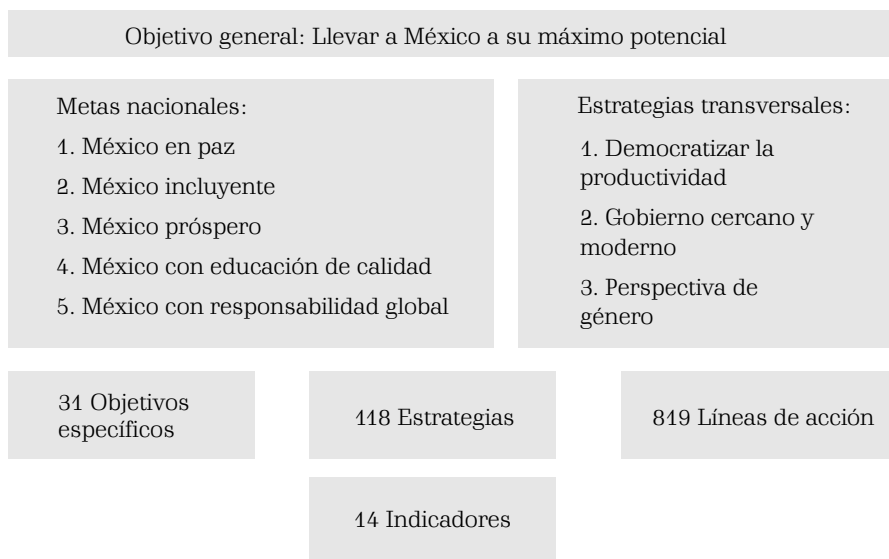 Objetivo general: Llevar a México a su máximo potencial
Metas nacionales:
1. México en paz
2. México incluyente
3. México próspero
4. México con educación de calidad
5. México con responsabilidad global
Estrategias transversales:
1. Democratizar la
productividad
2. Gobierno cercano y
moderno
3. Perspectiva de
género
31 Objetivos
específicos
118 Estrategias
819 Líneas de acción
14 Indicadores